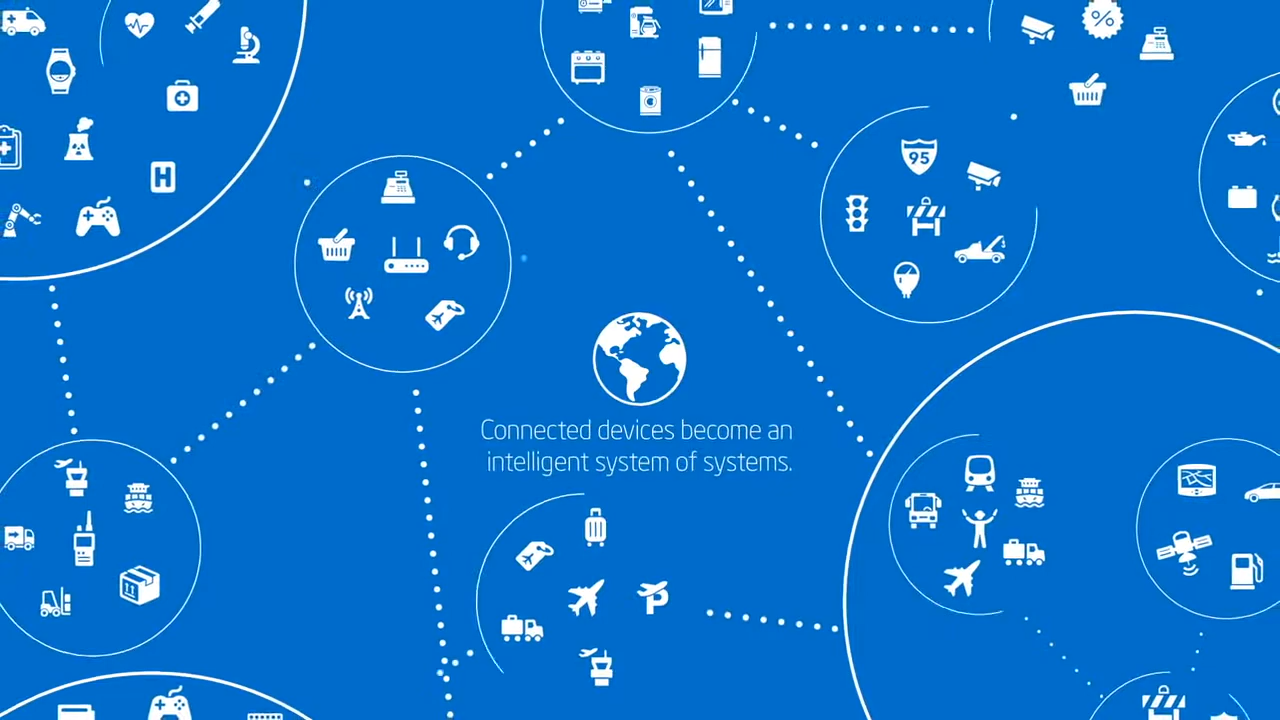 %
95
H
Connected devices become an
intelligent system of systems.
P